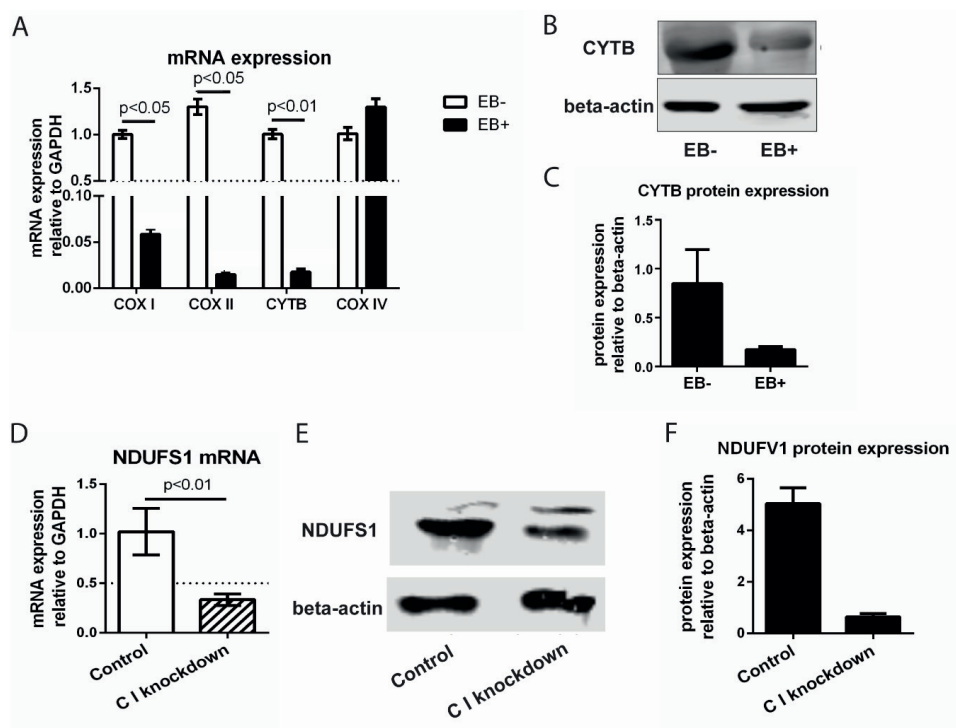 A
mRNA expression
p<0.05
p<0.05
p<0.01
EB-
EB+
mRNA expression
relative to GAPDH
1.5
1.0
0.5
0.10
0.05
0.00
COX I
COX II
CYTB
COX IV
B
CYTB
beta-actin
EB-
EB+
C
CYTB protein expression
protein expression
relative to beta-actin
1.5
1.0
0.5
0.0
EB-
EB+
D
NDUFS1 mRNA
p<0.01
mRNA expression
relative to GAPDH
1.5
1.0
0.5
0.0
Control
C I knockdown
E
NDUFS1
beta-actin
Control
C I knockdown
F
NDUFV1 protein expression
protein expression
relative to beta-actin
6
4
2
0
Control
C I knockdown